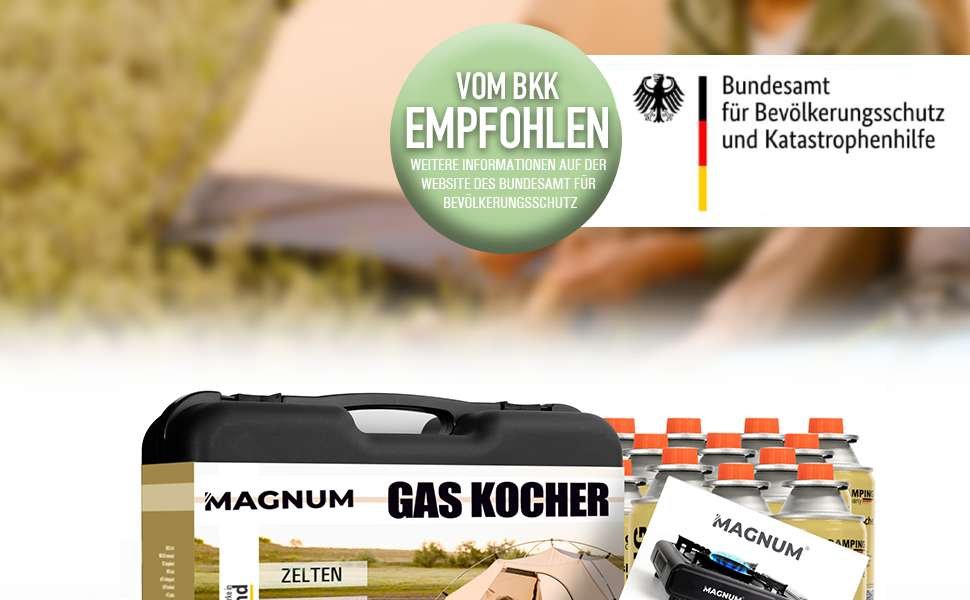 VOM BKK
EMPFOHLEN
WEITERE INFORMATIONEN AUF DER
WEBSITE DES BUNDESAMT FÜR
BEVÖLKERUNGSSCHUTZ
Bundesamt
für Bevölkerungsschutz
und Katastrophenhilfe
MAGNUM
GAS KOCHER
ZELTEN
MAGNUM®
MAGNUM